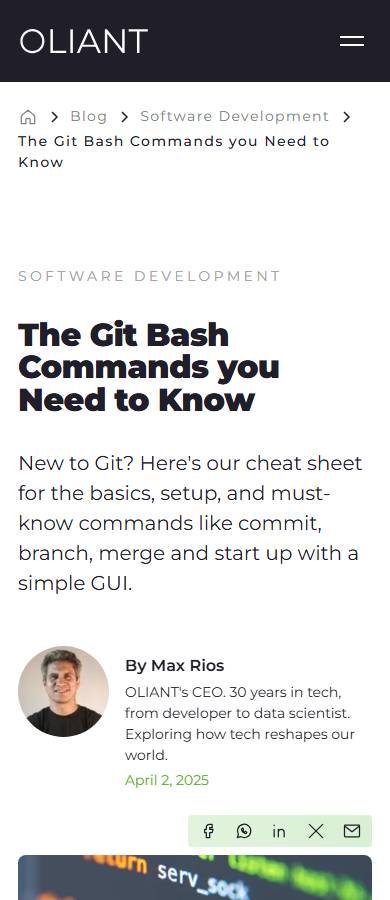 OLIANT
Blog
Software Development
The Git Bash Commands you Need to
Know
SOFTWARE DEVELOPMENT
The Git Bash
Commands you
Need to Know
New to Git? Here's our cheat sheet
for the basics, setup, and must-
know commands like commit,
branch, merge and start up with a
simple GUI.
By Max Rios
OLIANT's CEO. 30 years in tech,
from developer to data scientist.
Exploring how tech reshapes our
world.
April 2, 2025
in
return serv_sock